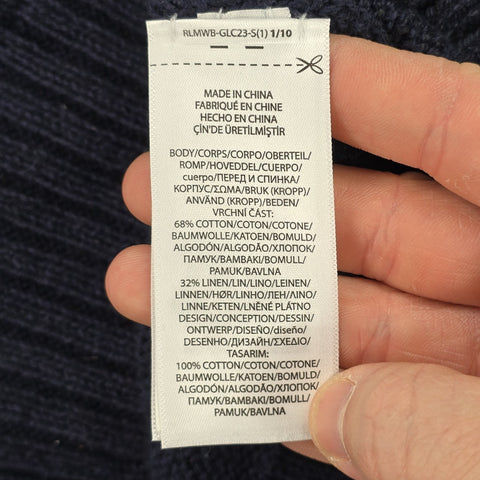 RLMWB-GLC23-S(1) 1/10
MADE IN CHINA
FABRIQUÉ EN CHINE
HECHO EN CHINA
ÇİN'DE ÜRETİLMİŞTİR
BODY/CORPS/CORPO/OBERTEIL/
ROMP/HOVEDDEL/CUERPO/
cuerpo/ПЕРЕД И СПИНКА/
КОРПУС/ΣΩΜΑ/BRUK (KROPP)/
ANVÄND (KROPP)/BEDEN/
VRCHNÍ ČÁST:
68% COTTON/COTON/COTONE/
BAUMWOLLE/KATOEN/BOMULD/
ALGODÓN/ALGODÃO/ХЛОПОК/
ПАМУК/ΒΑΜΒΑΚΙ/BOMULL/
PAMUK/BAVLNA
32% LINEN/LIN/LINO/LEINEN/
LINNEN/HØR/LINHO/ЛЕН/ΛΙΝΟ/
LINNE/KETEN/LNĚNÉ PLÁTNO
DESIGN/CONCEPTION/DESSIN/
ONTWERP/DISEÑO/diseño/
DESENHO/ДИЗАЙН/ΣΧΕΔΙΟ/
TASARIM:
100% COTTON/COTON/COTONE/
BAUMWOLLE/KATOEN/BOMULD/
ALGODÓN/ALGODÃO/ХЛОПОК/
ПАМУК/ΒΑΜΒΑΚΙ/BOMULL/
PAMUK/BAVLNA